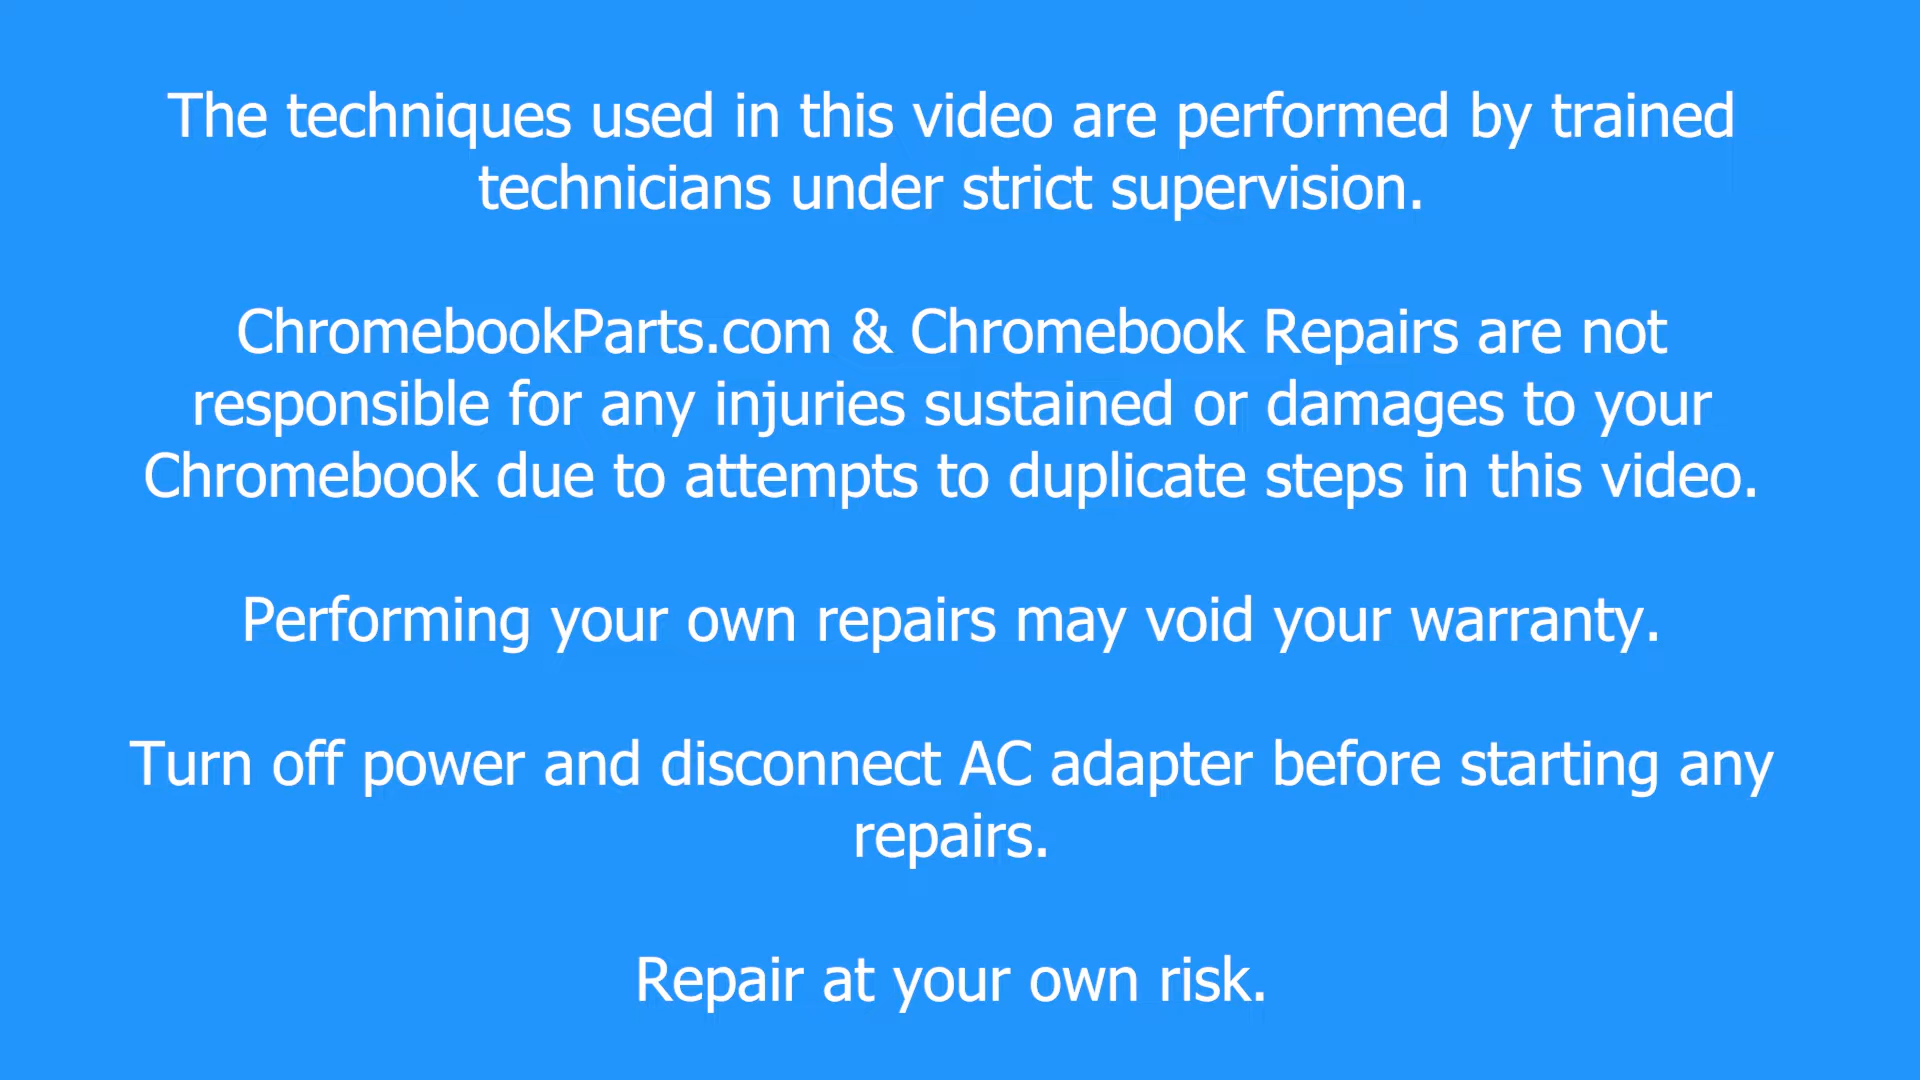 The techniques used in this video are performed by trained
technicians under strict supervision.
ChromebookParts.com & Chromebook Repairs are not
responsible for any injuries sustained or damages to your
Chromebook due to attempts to duplicate steps in this video.
Performing your own repairs may void your warranty.
Turn off power and disconnect AC adapter before starting any
repairs.
Repair at your own risk.